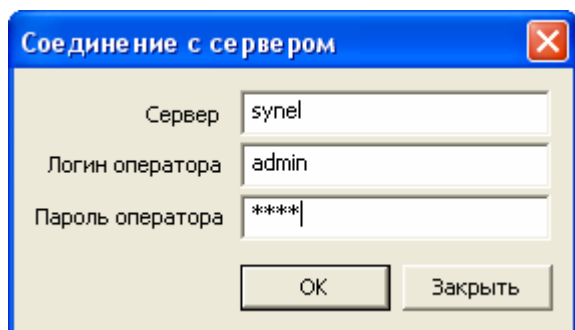 Соединение с сервером
Сервер synel
Логин оператора admin
Пароль оператора ****
OK Закрыть